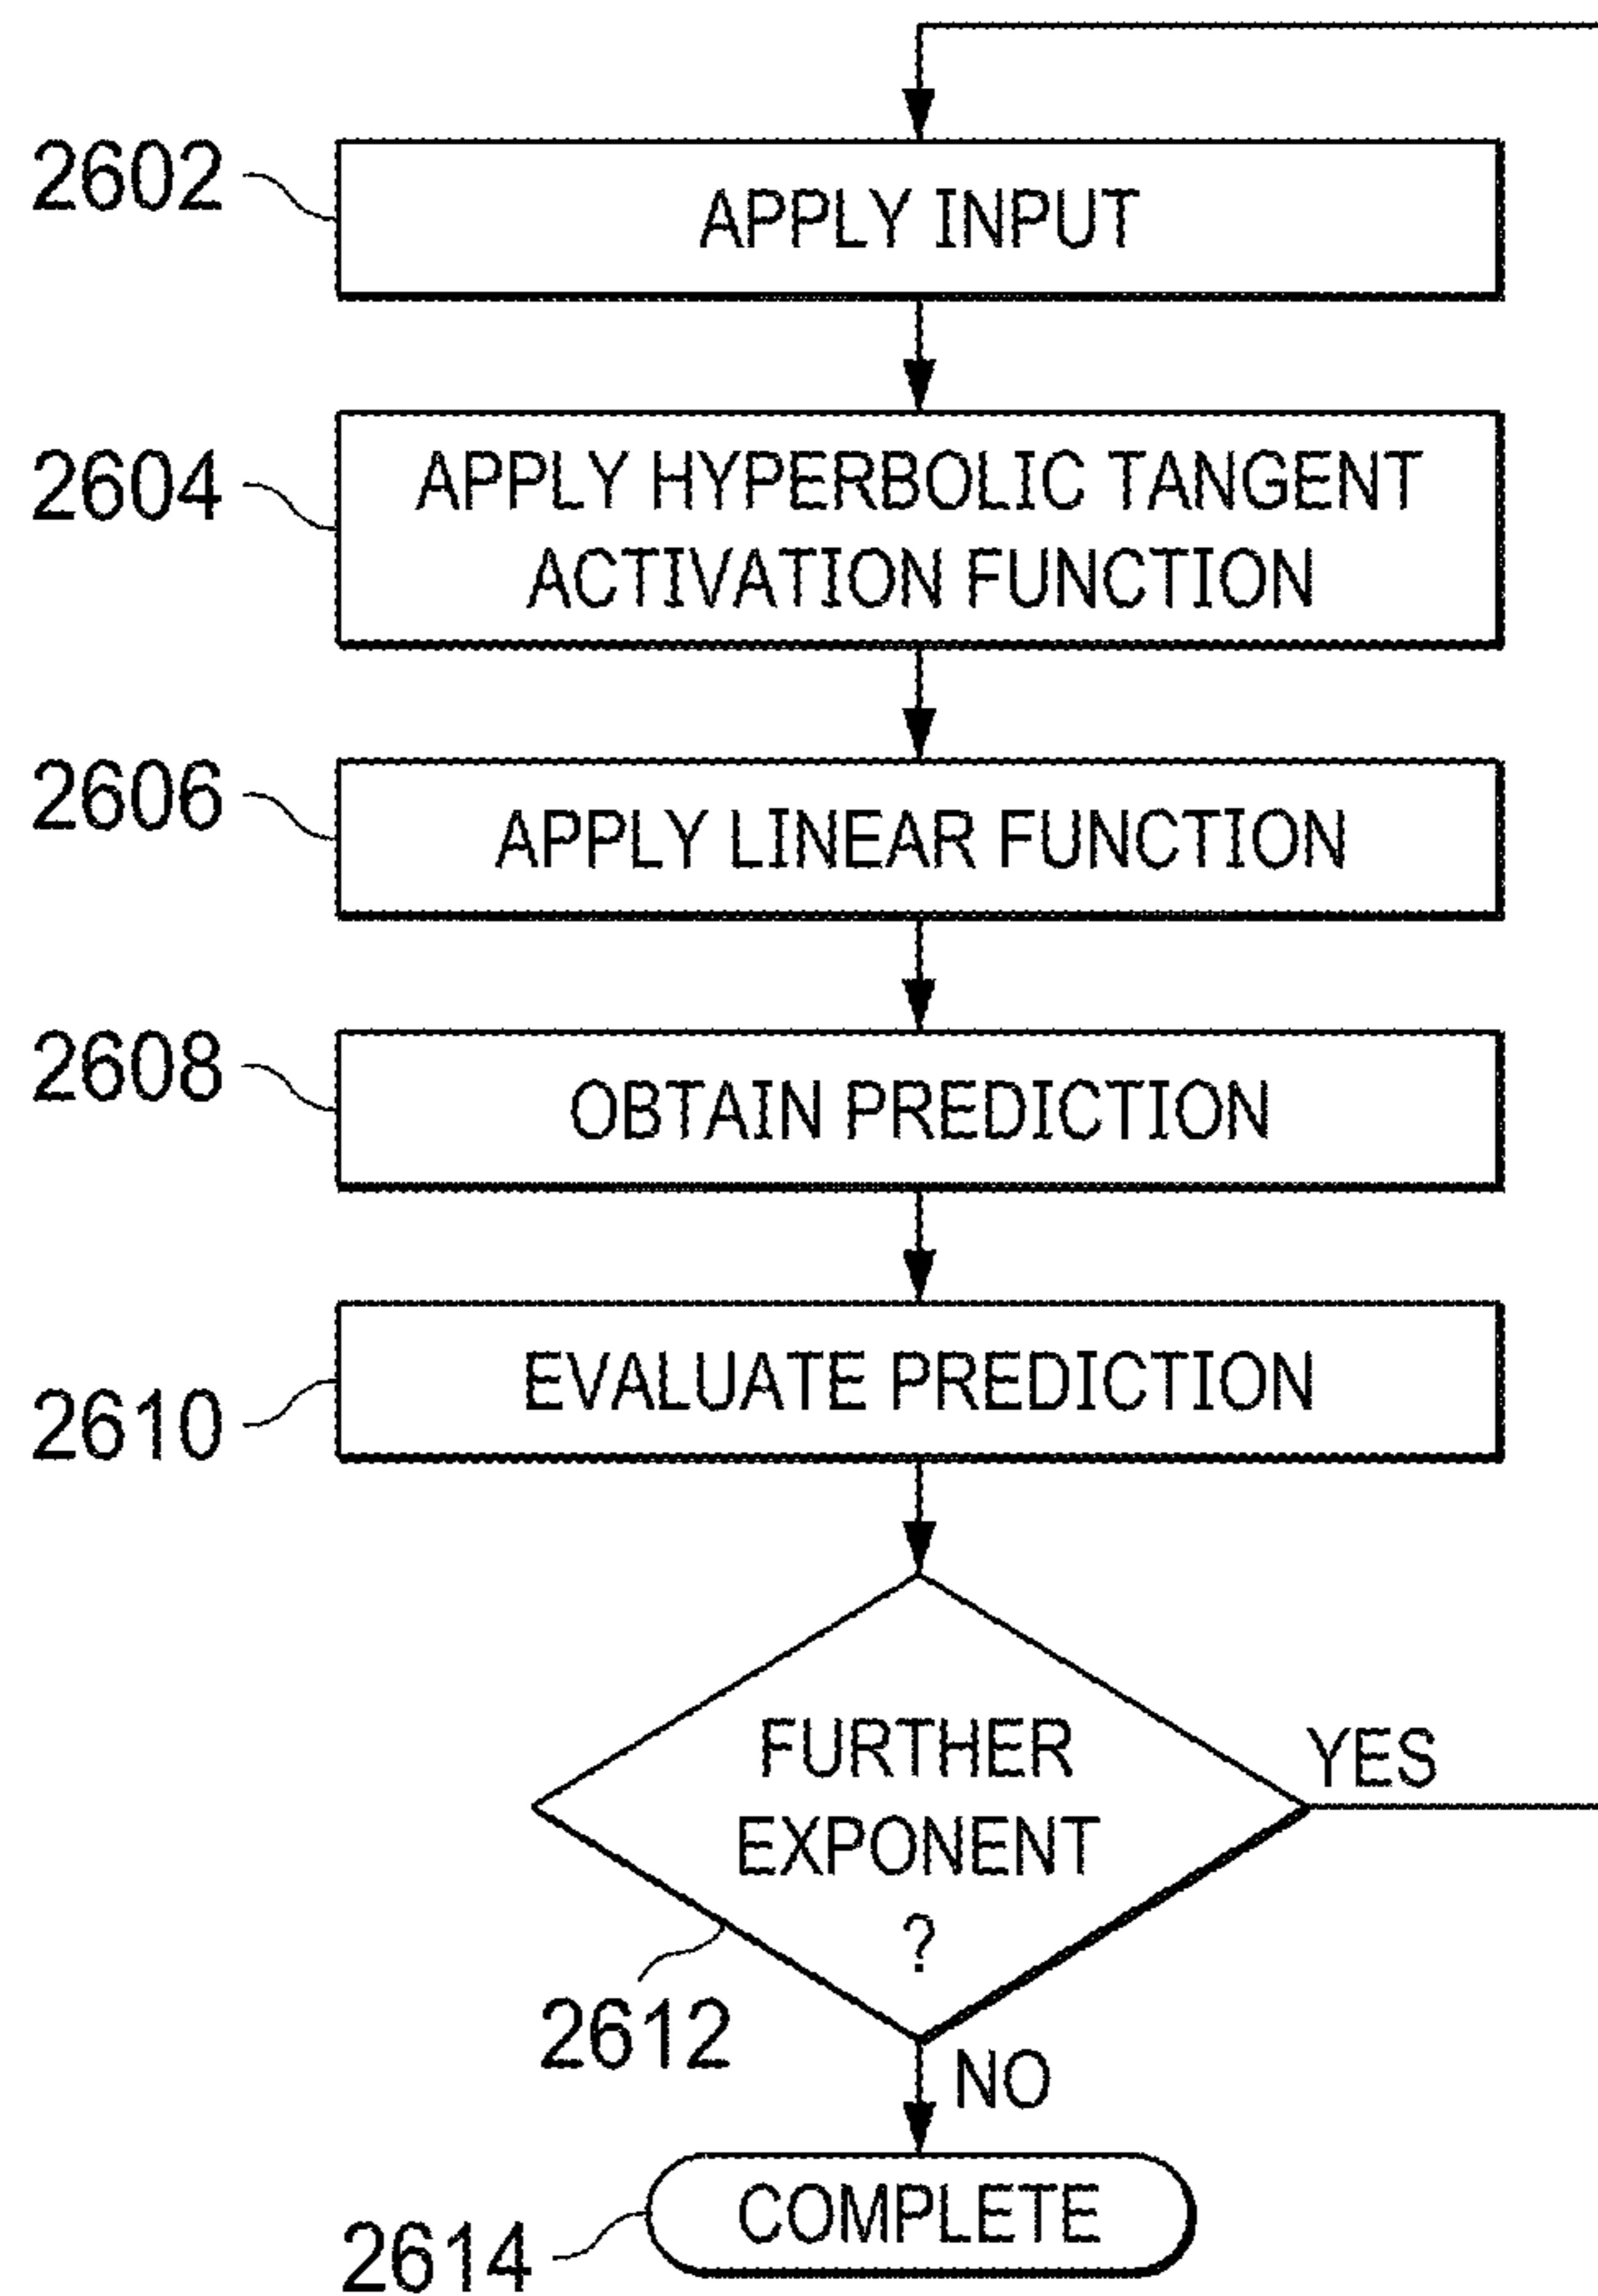 2602
APPLY INPUT
2604
APPLY HYPERBOLIC TANGENT
ACTIVATION FUNCTION
2606
APPLY LINEAR FUNCTION
2608
OBTAIN PREDICTION
2610
EVALUATE PREDICTION
FURTHER
EXPONENT
?
YES
2612
NO
COMPLETE
2614